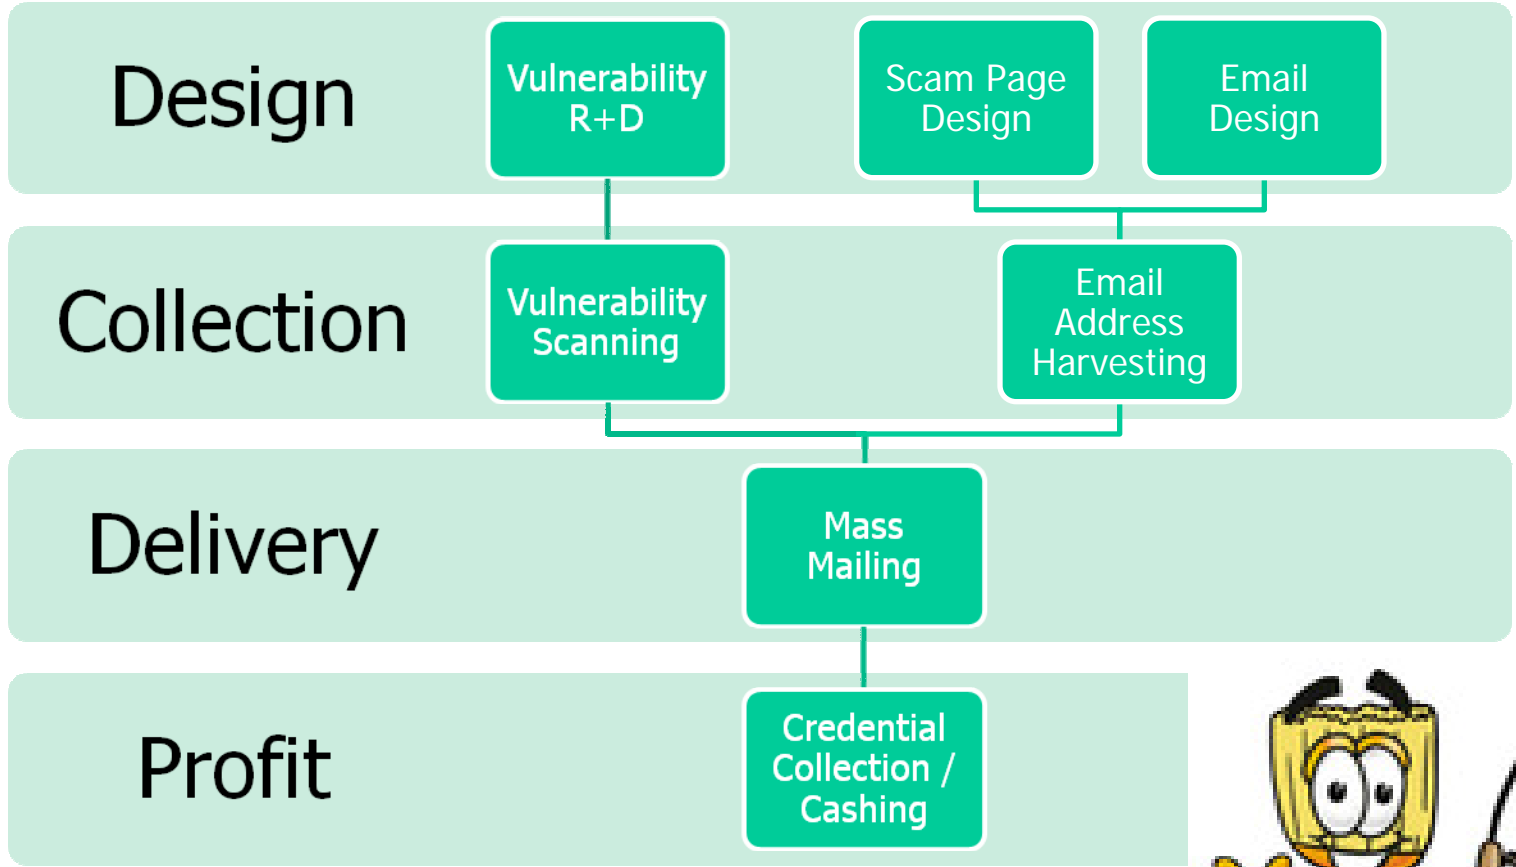 Design
Vulnerability
R+D
Scam Page
Design
Email
Design
Collection
Vulnerability
Scanning
Email
Address
Harvesting
Delivery
Mass
Mailing
Profit
Credential
Collection /
Cashing